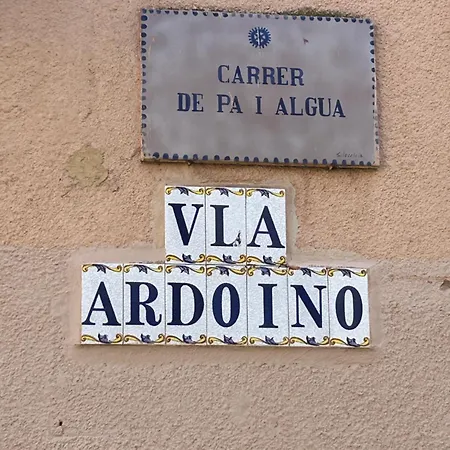 CARRER
DE PA I ALGUA
VLA
ARDOINO